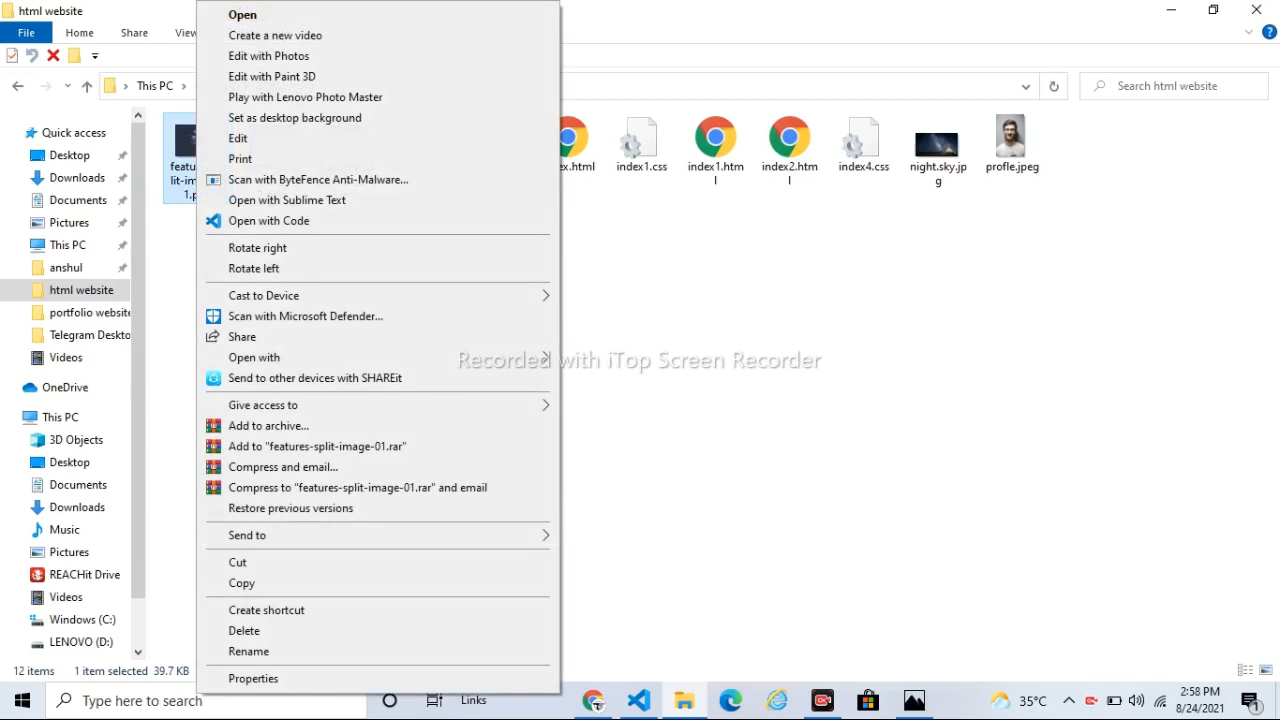 html website
File
Home
Share
View
This PC
Search html website
Quick access
Desktop
Downloads
Documents
Pictures
This PC
anshul
html website
portfolio website
Telegram Deskto
Videos
OneDrive
This PC
3D Objects
Desktop
Documents
Downloads
Music
Pictures
REACHit Drive
Videos
Windows (C:)
LENOVO (D:)
Open
Create a new video
Edit with Photos
Edit with Paint 3D
Play with Lenovo Photo Master
Set as desktop background
Edit
Print
Scan with ByteFence Anti-Malware...
Open with Sublime Text
Open with Code
Rotate right
Rotate left
Cast to Device
Scan with Microsoft Defender...
Share
Open with
Send to other devices with SHAREit
Give access to
Add to archive...
Add to "features-split-image-01.rar"
Compress and email...
Compress to "features-split-image-01.rar" and email
Restore previous versions
Send to
Cut
Copy
Create shortcut
Delete
Rename
Properties
index1.css
index1.htm
l
index2.htm
l
index4.css
night.sky.jp
g
profle.jpeg
Recorded with iTop Screen Recorder
12 items
1 item selected
39.7 KB
Type here to search
Links
35°C
2:58 PM
8/24/2021